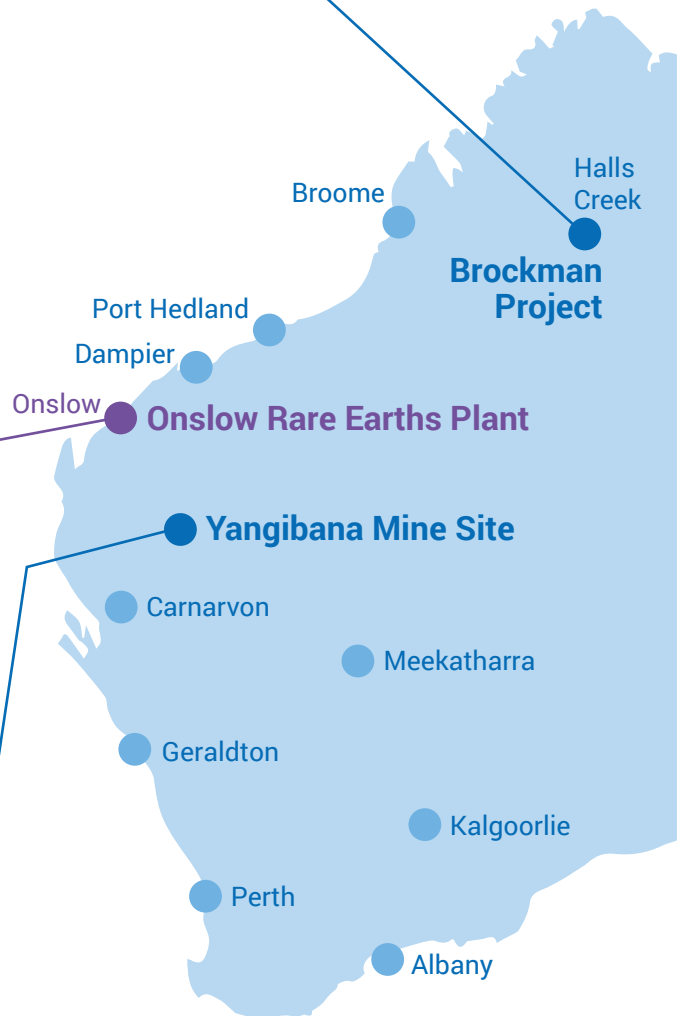 Halls
Creek
Broome
Brockman
Project
Port Hedland
Dampier
Onslow
Onslow Rare Earths Plant
Yangibana Mine Site
Carnarvon
Meekatharra
Geraldton
Kalgoorlie
Perth
Albany